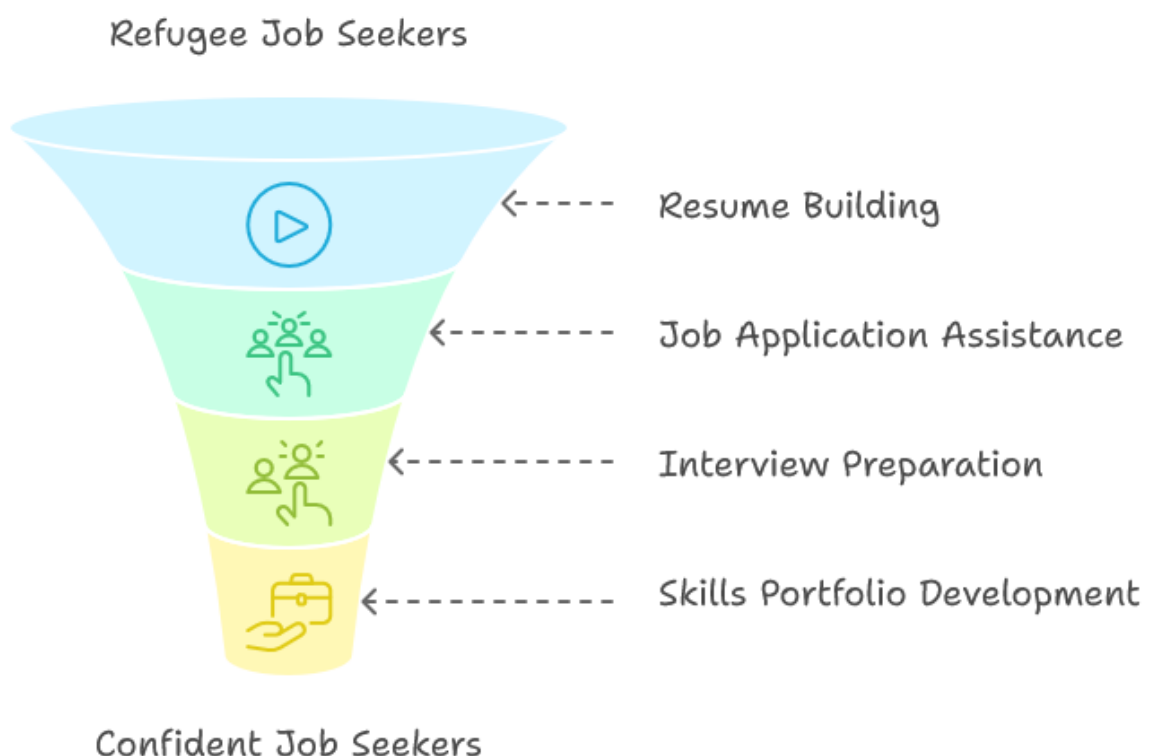 Refugee Job Seekers
Resume Building
Job Application Assistance
Interview Preparation
Skills Portfolio Development
Confident Job Seekers